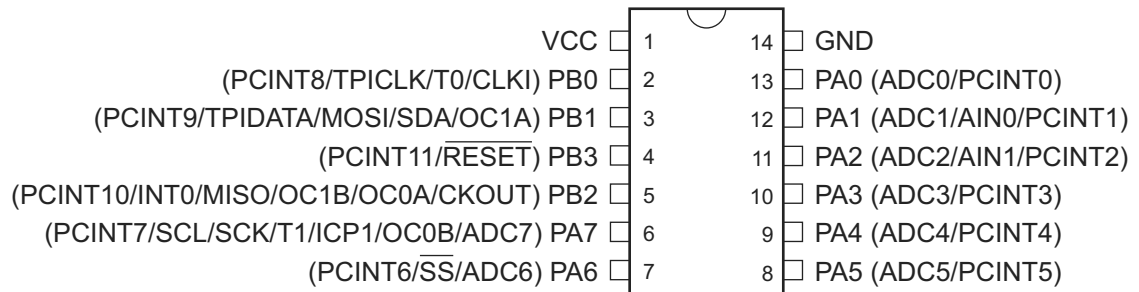 VCC 1 14 GND
(PCINT8/TPICLK/T0/CLKI) PB0 2 13 PA0 (ADC0/PCINT0)
(PCINT9/TPIDATA/MOSI/SDA/OC1A) PB1 3 12 PA1 (ADC1/AIN0/PCINT1)
(PCINT11/RESET) PB3 4 11 PA2 (ADC2/AIN1/PCINT2)
(PCINT10/INT0/MISO/OC1B/OC0A/CKOUT) PB2 5 10 PA3 (ADC3/PCINT3)
(PCINT7/SCL/SCK/T1/ICP1/OC0B/ADC7) PA7 6 9 PA4 (ADC4/PCINT4)
(PCINT6/SS/ADC6) PA6 7 8 PA5 (ADC5/PCINT5)